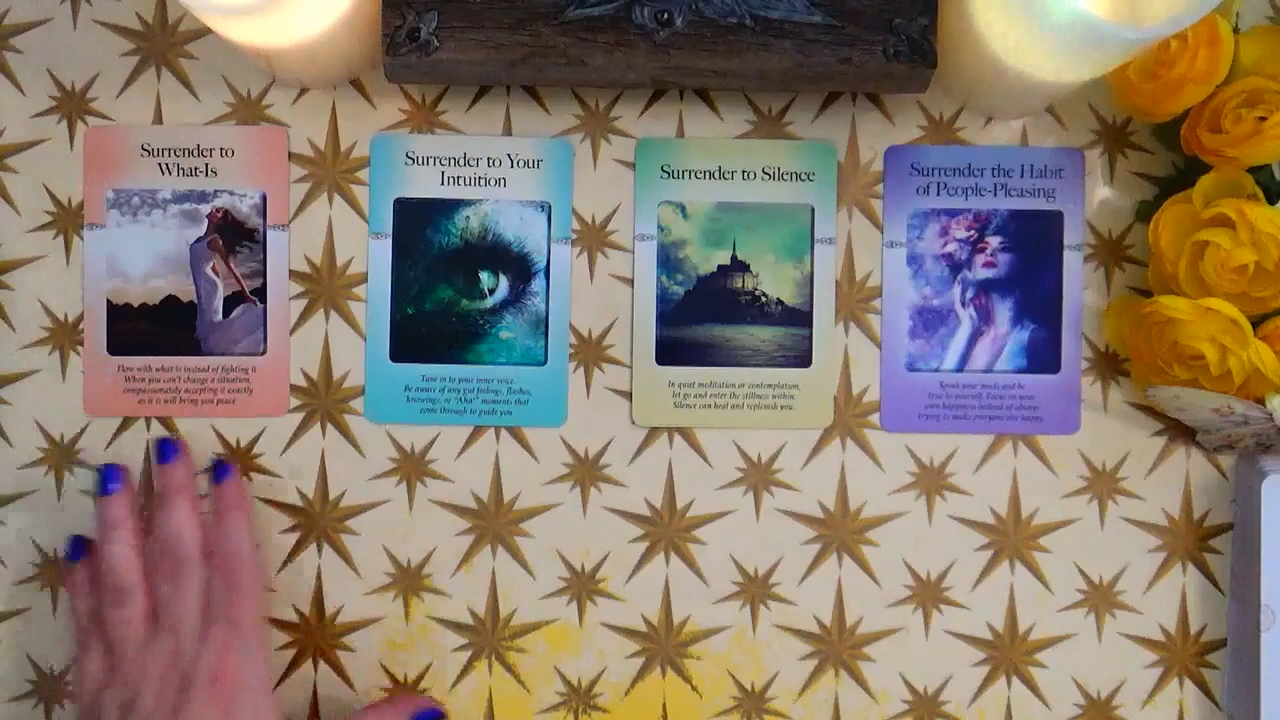 Surrender to
What-Is
Flow with what is instead of fighting it
When you can't change a situation,
compassionately accepting it exactly
as it is will bring you peace
Surrender to Your
Intuition
Tune in to your inner voice.
Be aware of any gut feelings, flashes,
knowings, or "Aha" moments that
come through to guide you
Surrender to Silence
In quiet meditation or contemplation,
let go and enter the stillness within.
Silence can heal and replenish you.
Surrender the Habit
of People-Pleasing
Speak your needs and be
true to yourself. Focus on your
own happiness instead of always
trying to make everyone else happy.